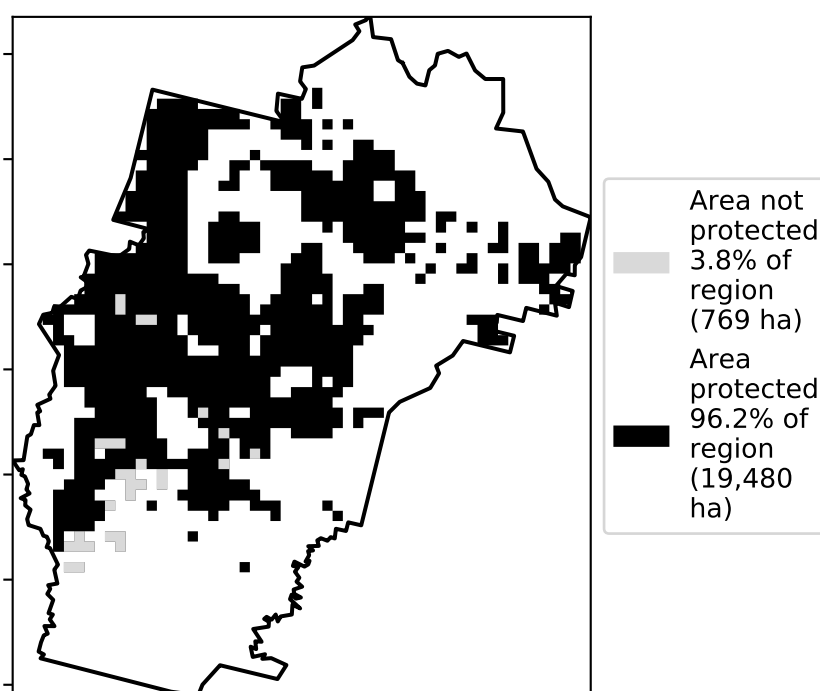 Area not
protected
3.8% of
region
(769 ha)
Area
protected
96.2% of
region
(19,480
ha)